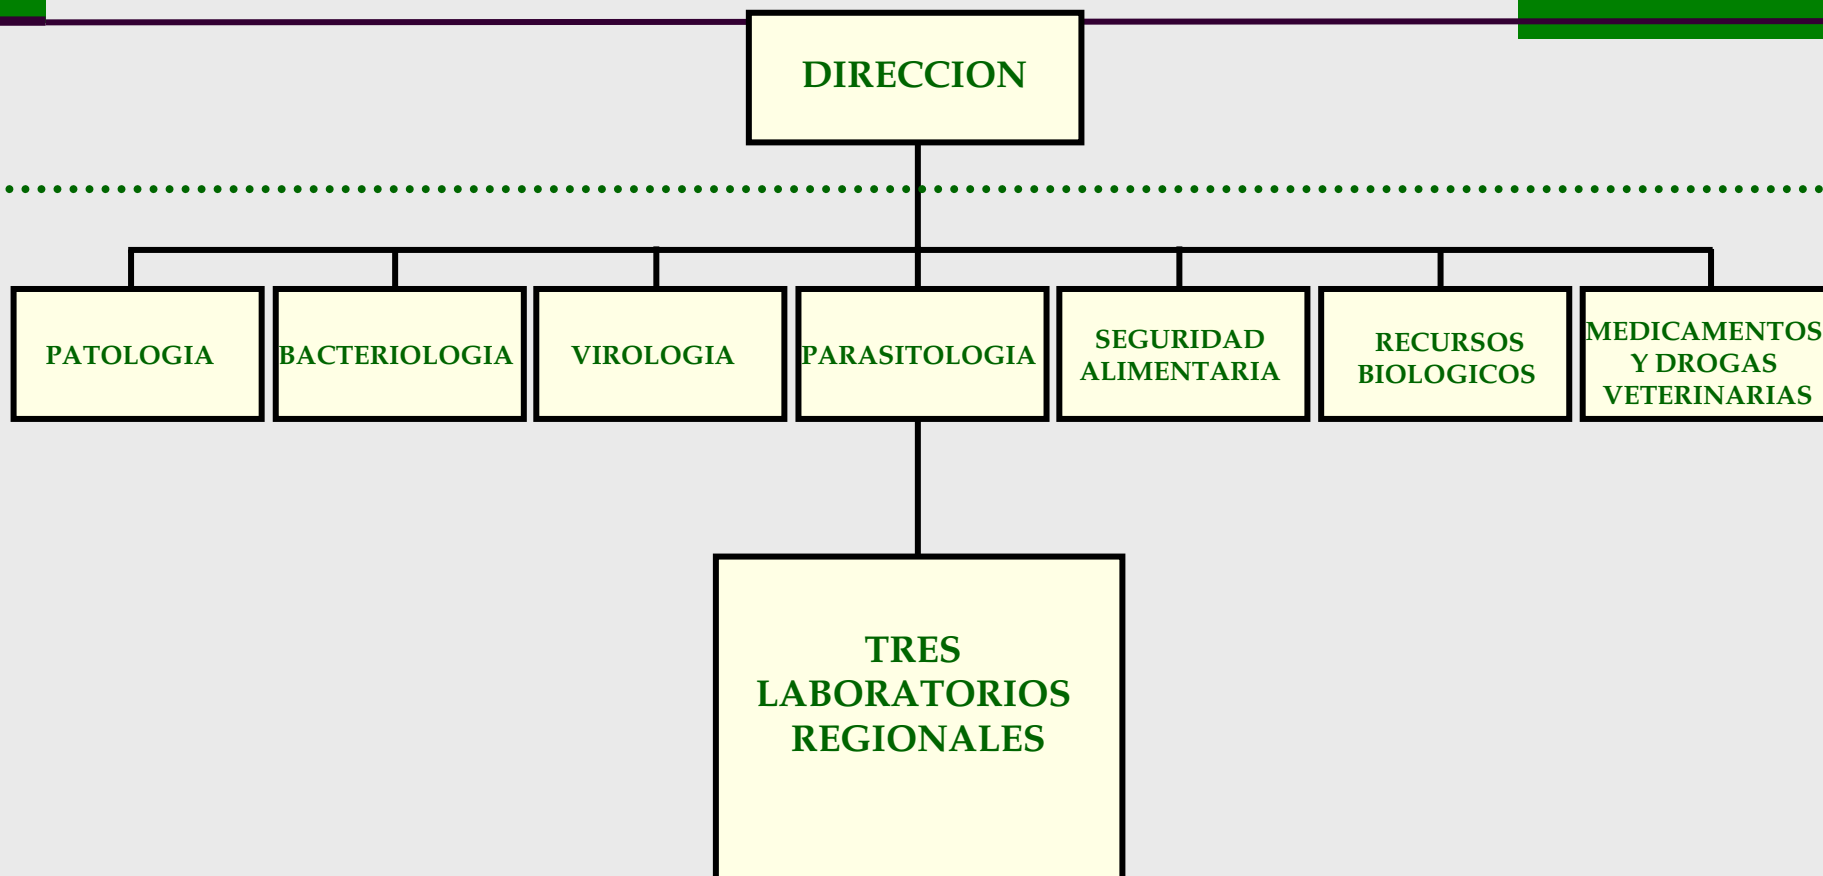 DIRECCION
PATOLOGIA
BACTERIOLOGIA
VIROLOGIA
PARASITOLOGIA
SEGURIDAD
ALIMENTARIA
RECURSOS
BIOLOGICOS
MEDICAMENTOS
Y DROGAS
VETERINARIAS
TRES
LABORATORIOS
REGIONALES